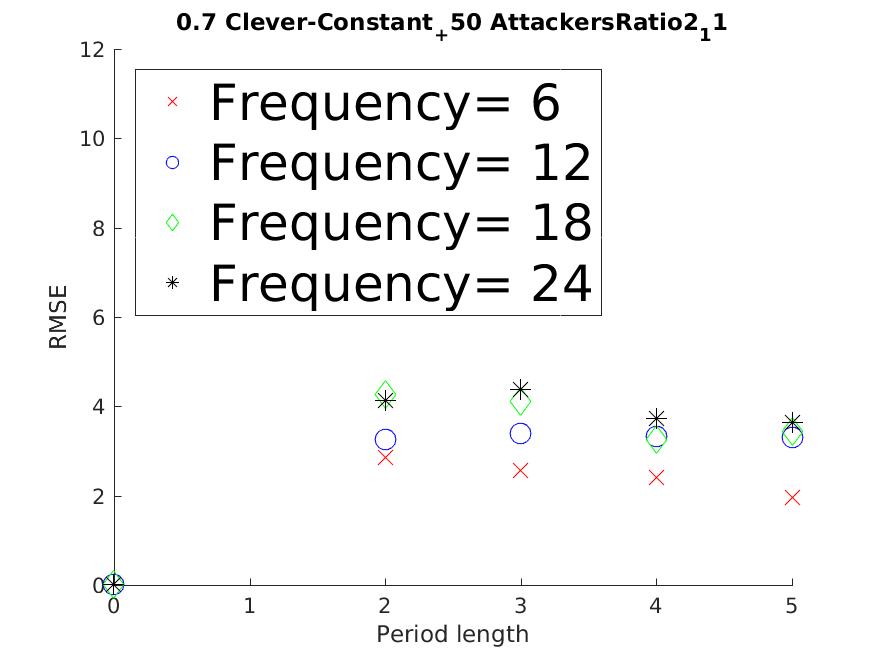 0.7 Clever-Constant₊50 AttackersRatio2₁1
12
10
8
6
4
2
0
Frequency= 6
Frequency= 12
Frequency= 18
Frequency= 24
RMSE
0 1 2 3 4 5
Period length